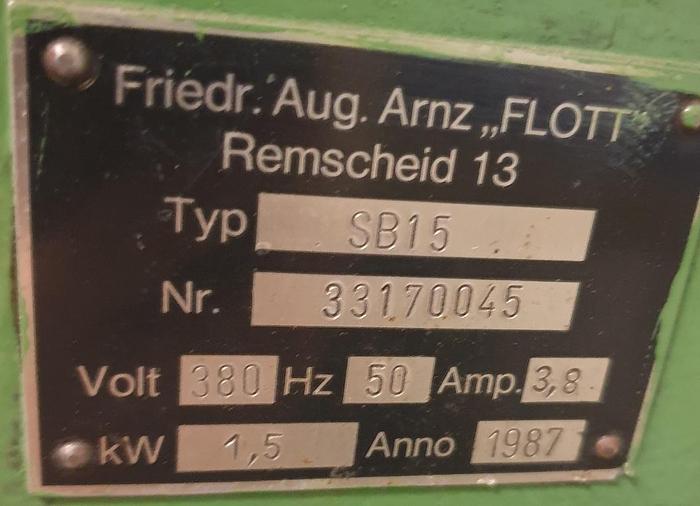 Friedr. Aug. Arnz „FLOTT“
Remscheid 13
Typ SB15
Nr. 33170045
Volt 380 Hz 50 Amp. 3,8
kW 1,5 Anno 1987